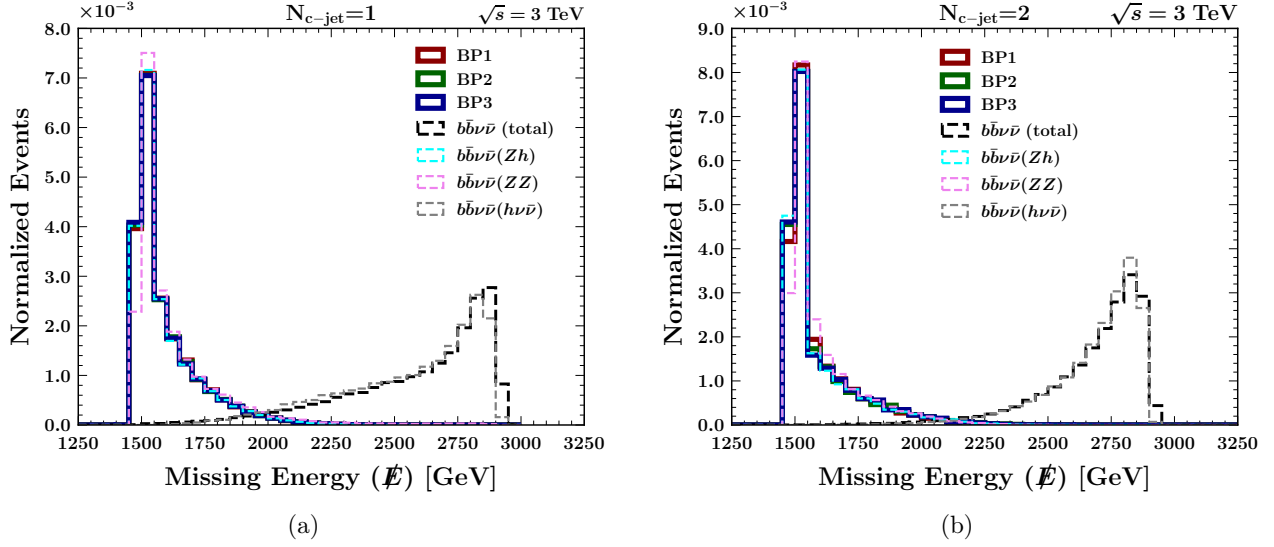 ×10⁻³ N_{c−jet}=1 √s = 3 TeV
8.0
7.0
6.0
5.0
4.0
3.0
2.0
1.0
0.0
Normalized Events
BP1
BP2
BP3
bb̄νν̄ (total)
bb̄νν̄(Zh)
bb̄νν̄(ZZ)
bb̄νν̄(hνν̄)
1250 1500 1750 2000 2250 2500 2750 3000 3250
Missing Energy (E̸) [GeV]
(a)
×10⁻³ N_{c−jet}=2 √s = 3 TeV
9.0
8.0
7.0
6.0
5.0
4.0
3.0
2.0
1.0
0.0
Normalized Events
BP1
BP2
BP3
bb̄νν̄ (total)
bb̄νν̄(Zh)
bb̄νν̄(ZZ)
bb̄νν̄(hνν̄)
1250 1500 1750 2000 2250 2500 2750 3000 3250
Missing Energy (E̸) [GeV]
(b)